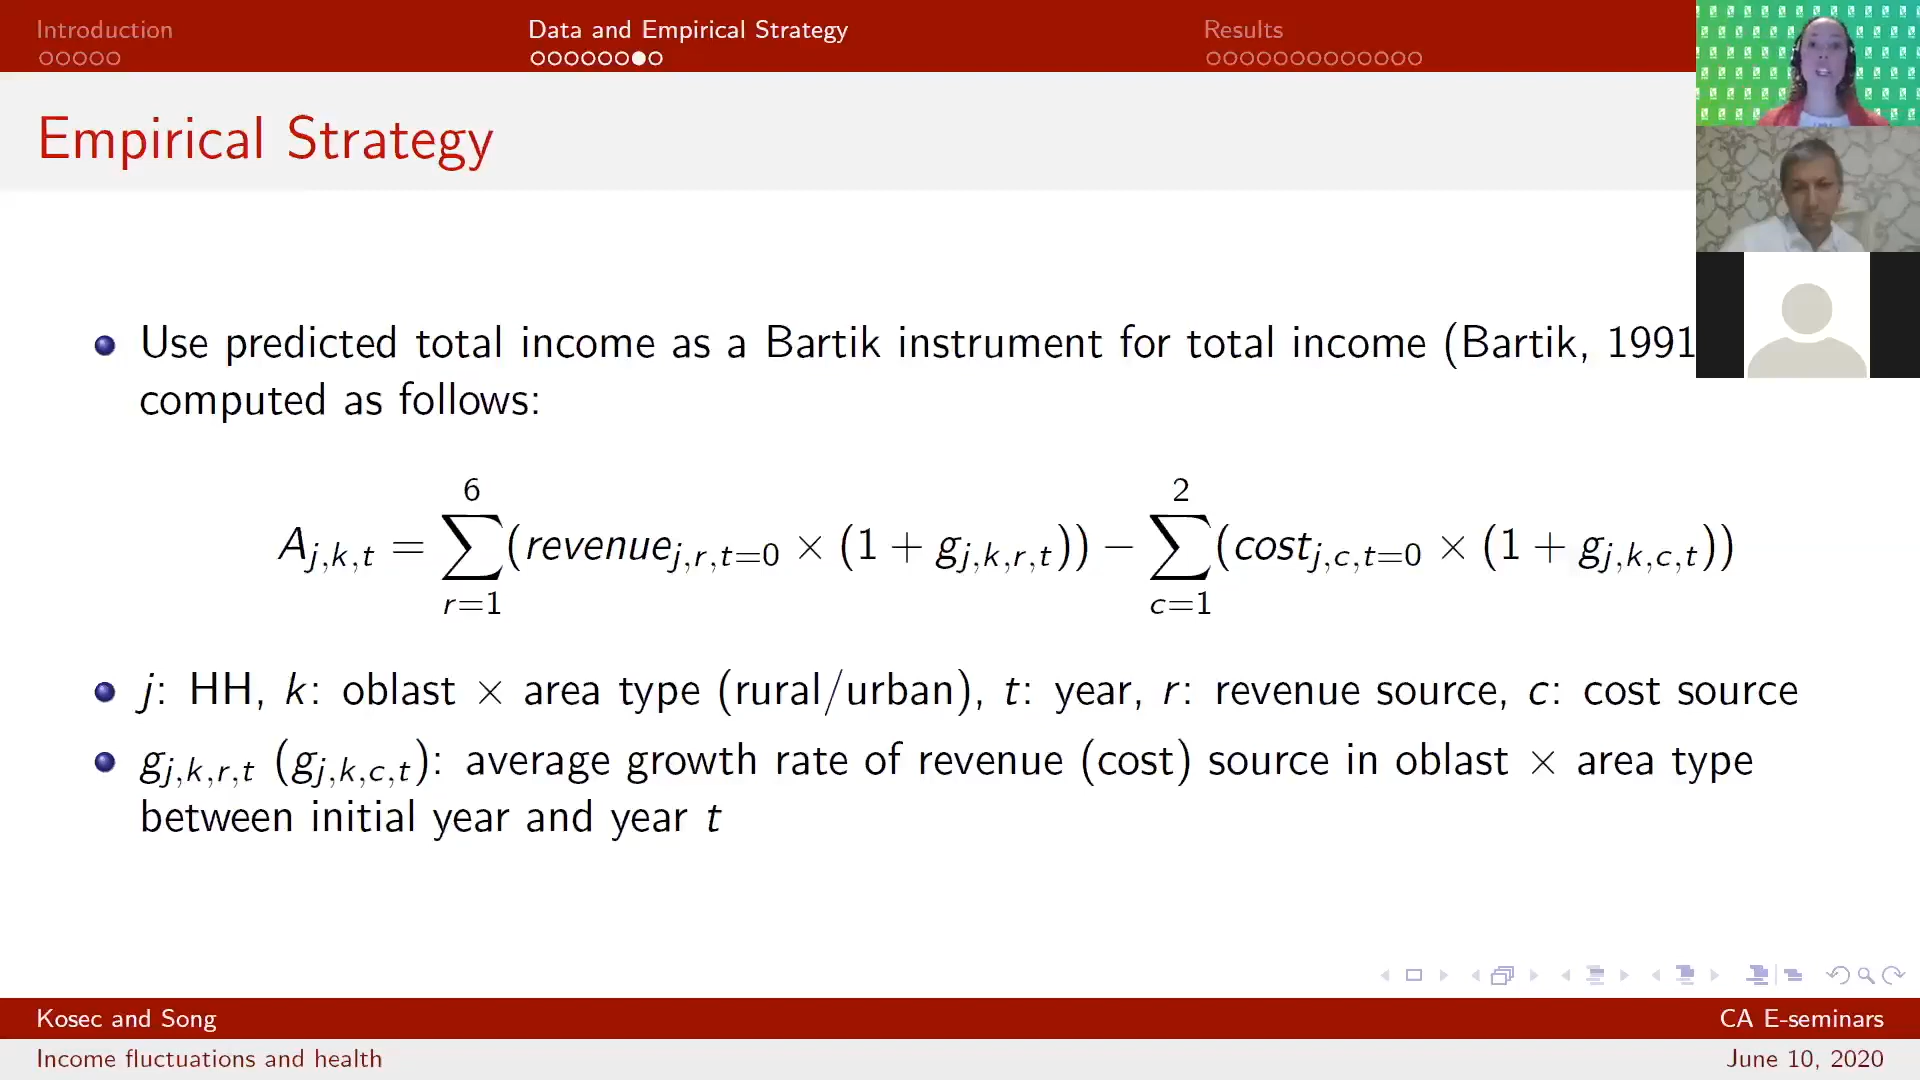 Introduction
Data and Empirical Strategy
Results
Empirical Strategy
Use predicted total income as a Bartik instrument for total income (Bartik, 1991
computed as follows:
A_{j,k,t} = \sum_{r=1}^{6} (revenue_{j,r,t=0} × (1 + g_{j,k,r,t})) − \sum_{c=1}^{2} (cost_{j,c,t=0} × (1 + g_{j,k,c,t}))
j: HH, k: oblast × area type (rural/urban), t: year, r: revenue source, c: cost source
g_{j,k,r,t} (g_{j,k,c,t}): average growth rate of revenue (cost) source in oblast × area type
between initial year and year t
Kosec and Song
CA E-seminars
Income fluctuations and health
June 10, 2020